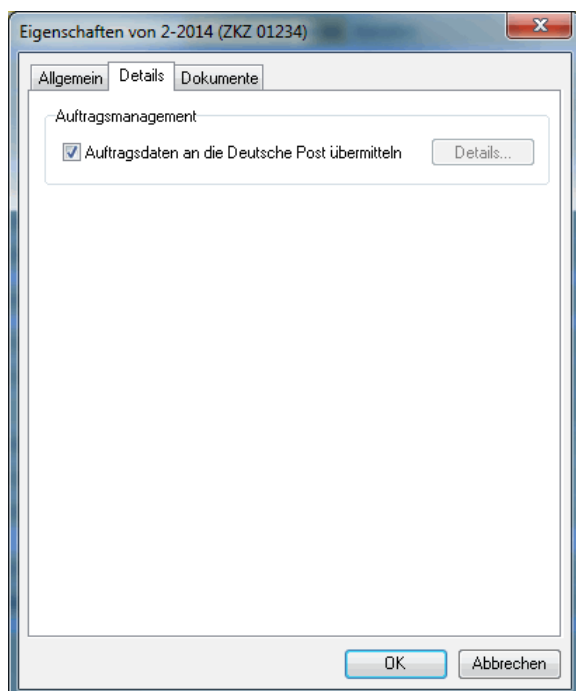 Eigenschaften von 2-2014 (ZKZ 01234)
Allgemein Details Dokumente
Auftragsmanagement
Auftragsdaten an die Deutsche Post übermitteln Details...
OK Abbrechen